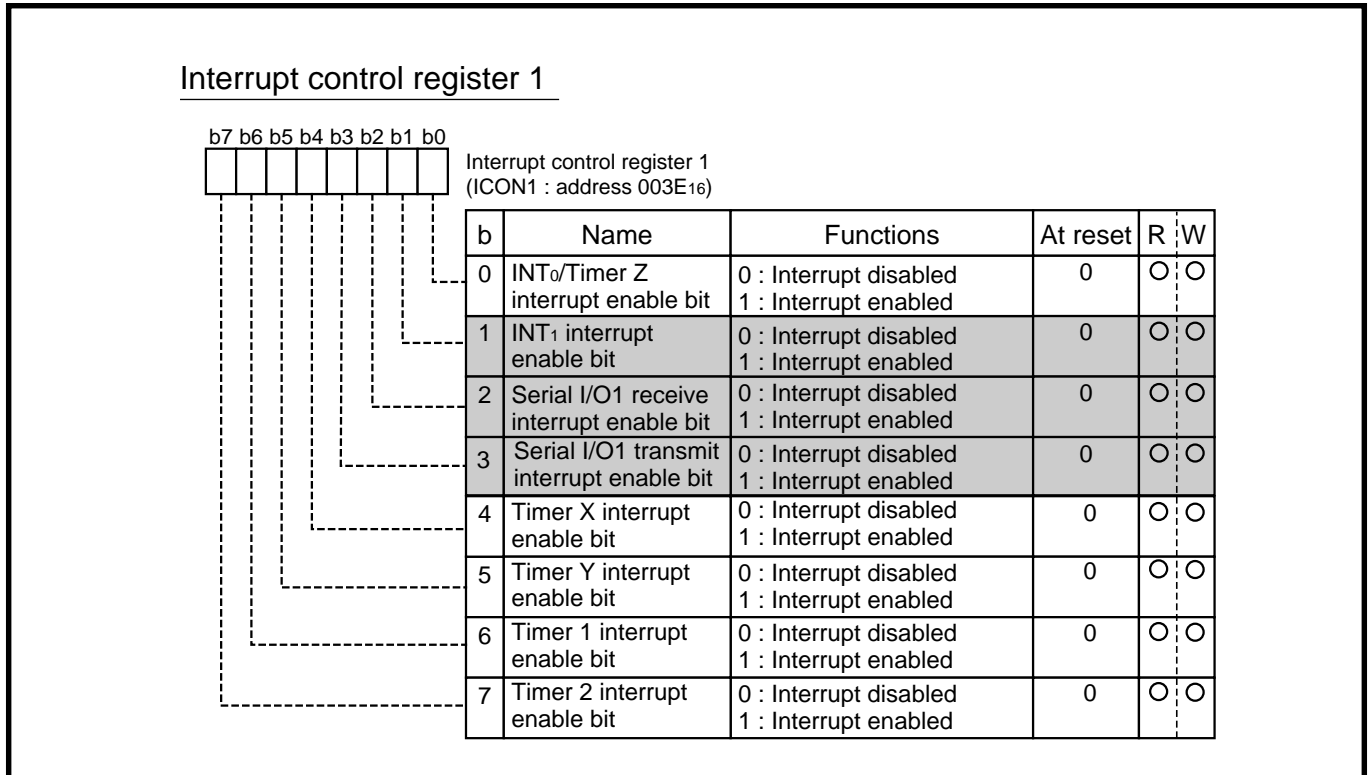 Interrupt control register 1
b7 b6 b5 b4 b3 b2 b1 b0
Interrupt control register 1
(ICON1 : address 003E16)
b Name Functions At reset R W
0 INT0/Timer Z interrupt enable bit 0 : Interrupt disabled 0 ○ ○
1 : Interrupt enabled
1 INT1 interrupt enable bit 0 : Interrupt disabled 0 ○ ○
1 : Interrupt enabled
2 Serial I/O1 receive interrupt enable bit 0 : Interrupt disabled 0 ○ ○
1 : Interrupt enabled
3 Serial I/O1 transmit interrupt enable bit 0 : Interrupt disabled 0 ○ ○
1 : Interrupt enabled
4 Timer X interrupt enable bit 0 : Interrupt disabled 0 ○ ○
1 : Interrupt enabled
5 Timer Y interrupt enable bit 0 : Interrupt disabled 0 ○ ○
1 : Interrupt enabled
6 Timer 1 interrupt enable bit 0 : Interrupt disabled 0 ○ ○
1 : Interrupt enabled
7 Timer 2 interrupt enable bit 0 : Interrupt disabled 0 ○ ○
1 : Interrupt enabled